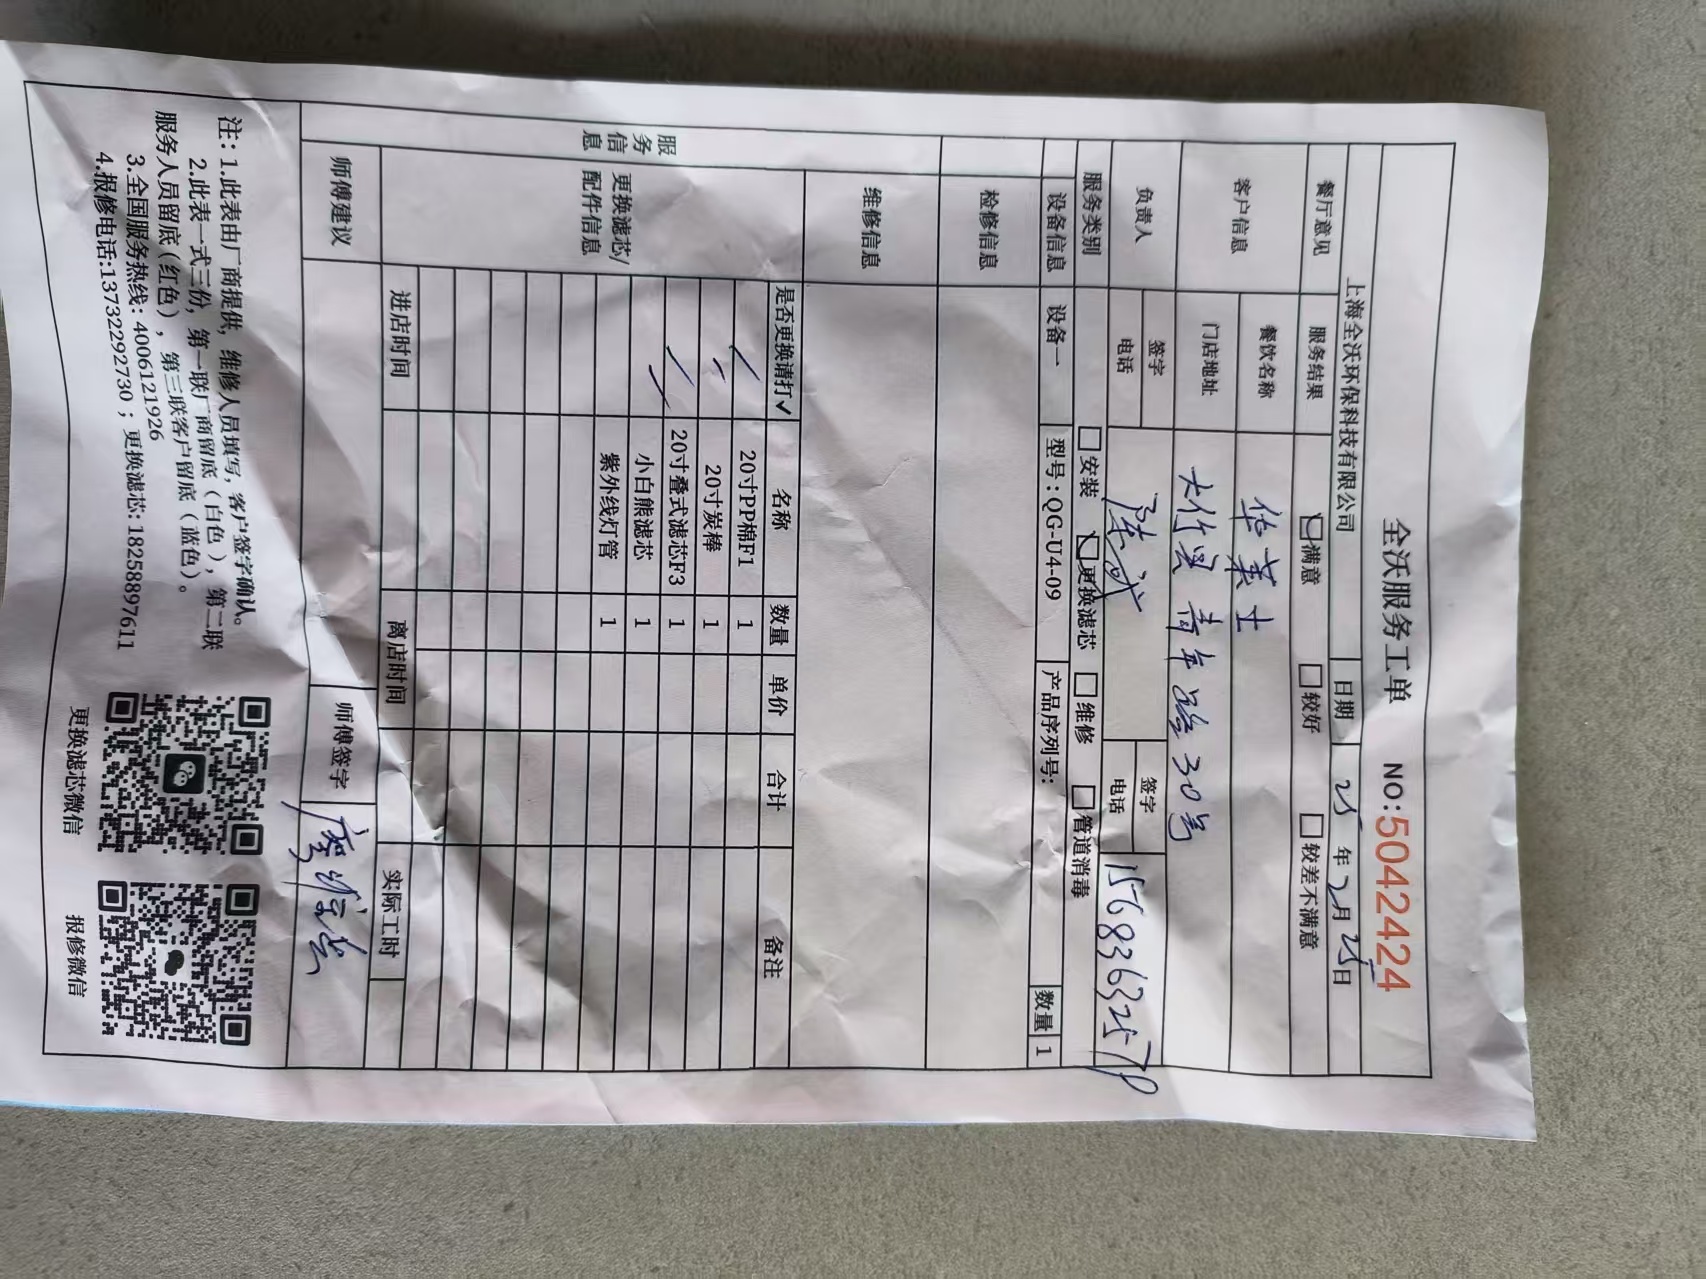 全沃服务工单 NO:5042424
上海全沃环保科技有限公司 日期 25年2月25日
餐厅意见 服务结果 满意 较好 较差不满意
客户信息 餐饮名称 华莱士
门店地址 大竹县青年路30号
负责人 签字 签字
电话 电话
服务类别 安装 更换滤芯 维修 管道消毒
设备信息 设备一 型号:QG-U4-09 产品序列号: 数量 1
检修信息
维修信息
服务信息
更换滤芯/配件信息
是否更换请打✓ 名称 数量 单价 合计 备注
20寸PP棉F1 1
20寸炭棒 1
20寸叠式滤芯F3 1
小白熊滤芯 1
紫外线灯管 1
进店时间 离店时间 实际工时
师傅建议 师傅签字
注:1.此表由厂商提供,维修人员填写,客户签字确认。
2.此表一式三份,第一联厂商留底(白色),第二联
服务人员留底(红色),第三联客户留底(蓝色)。
3.全国服务热线:4006121926
4.报修电话:13732292730;更换滤芯:18258897611
更换滤芯微信 报修微信